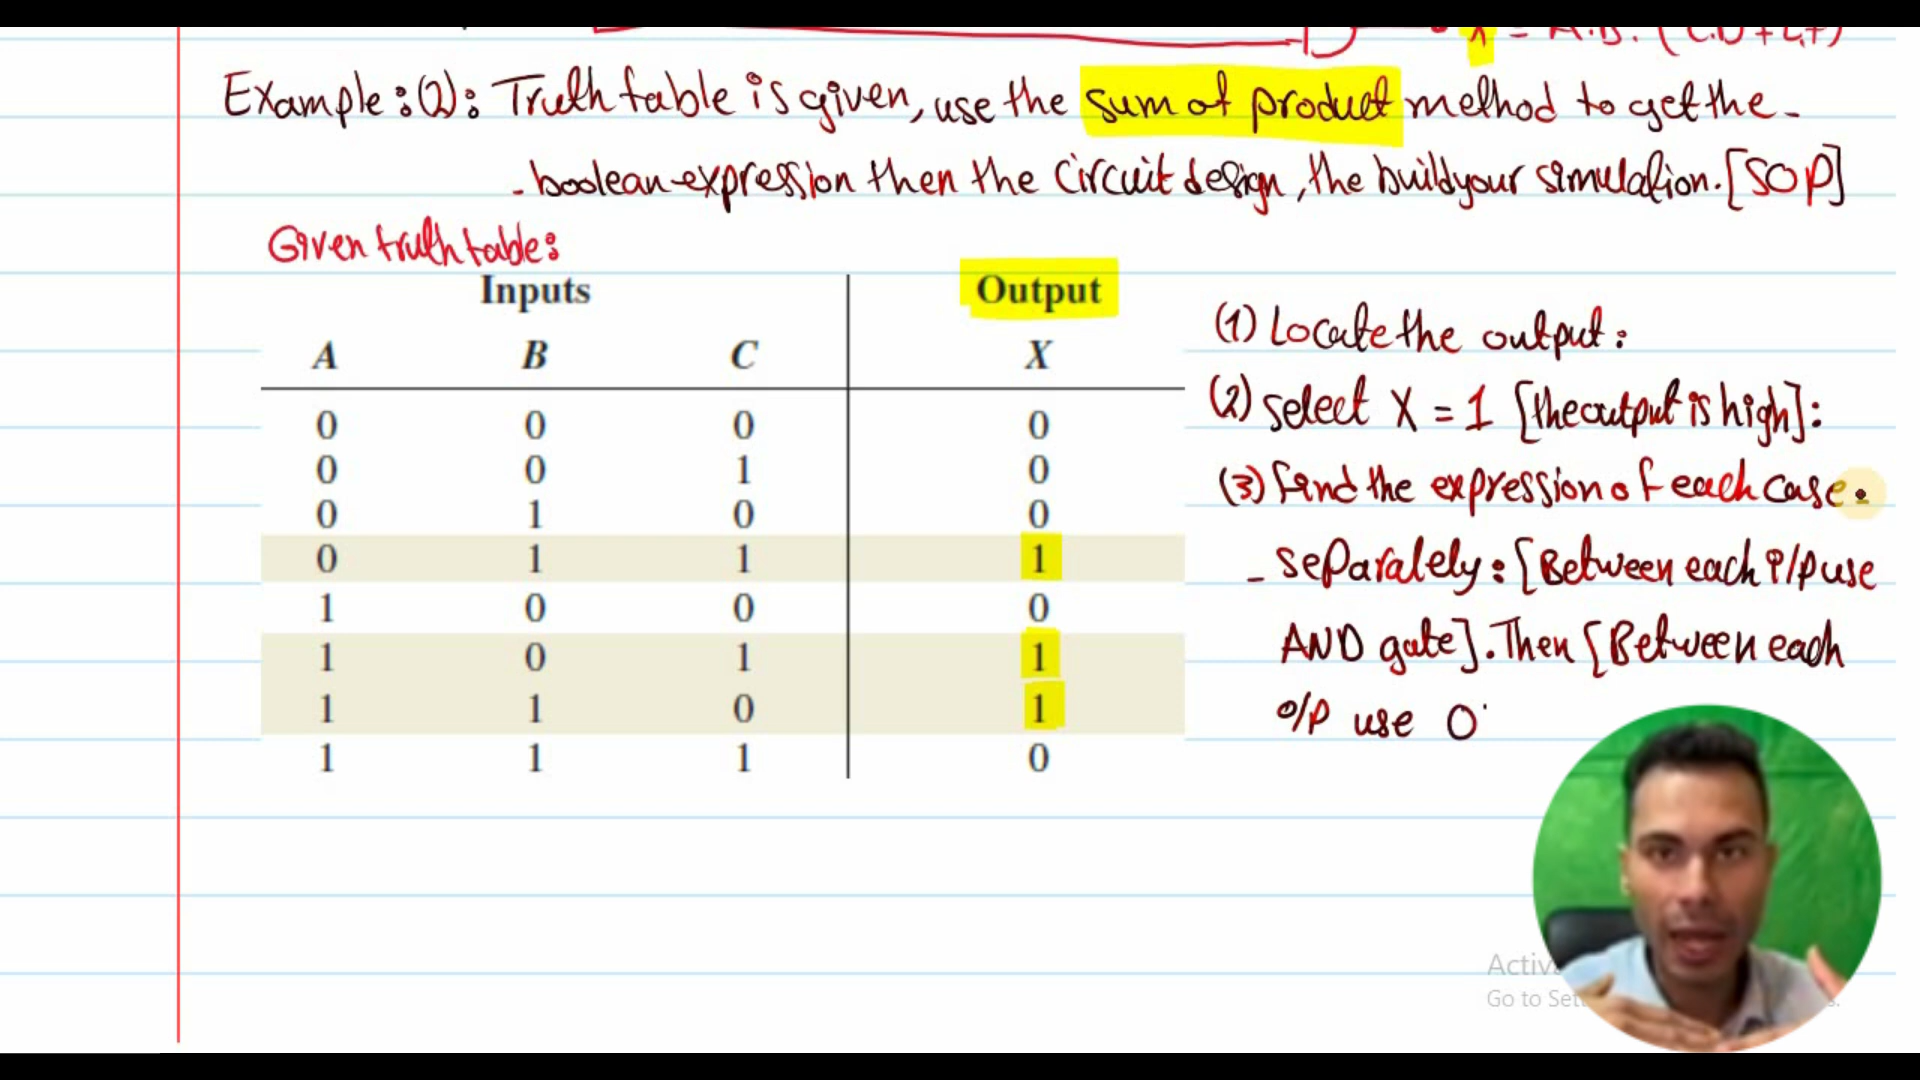 Example:(2): Truth table is given, use the sum of product method to get the -
- boolean expression then the circuit design, the build your simulation. [SOP]
Given truth table:
Inputs Output
A B C X
0 0 0 0
0 0 1 0
0 1 0 0
0 1 1 1
1 0 0 0
1 0 1 1
1 1 0 1
1 1 1 0
(1) Locate the output:
(2) select X = 1 [the output is high]:
(3) find the expression of each case.
- separately: [Between each i/p use
AND gate]. Then [Between each
o/p use O
Activ
Go to Set